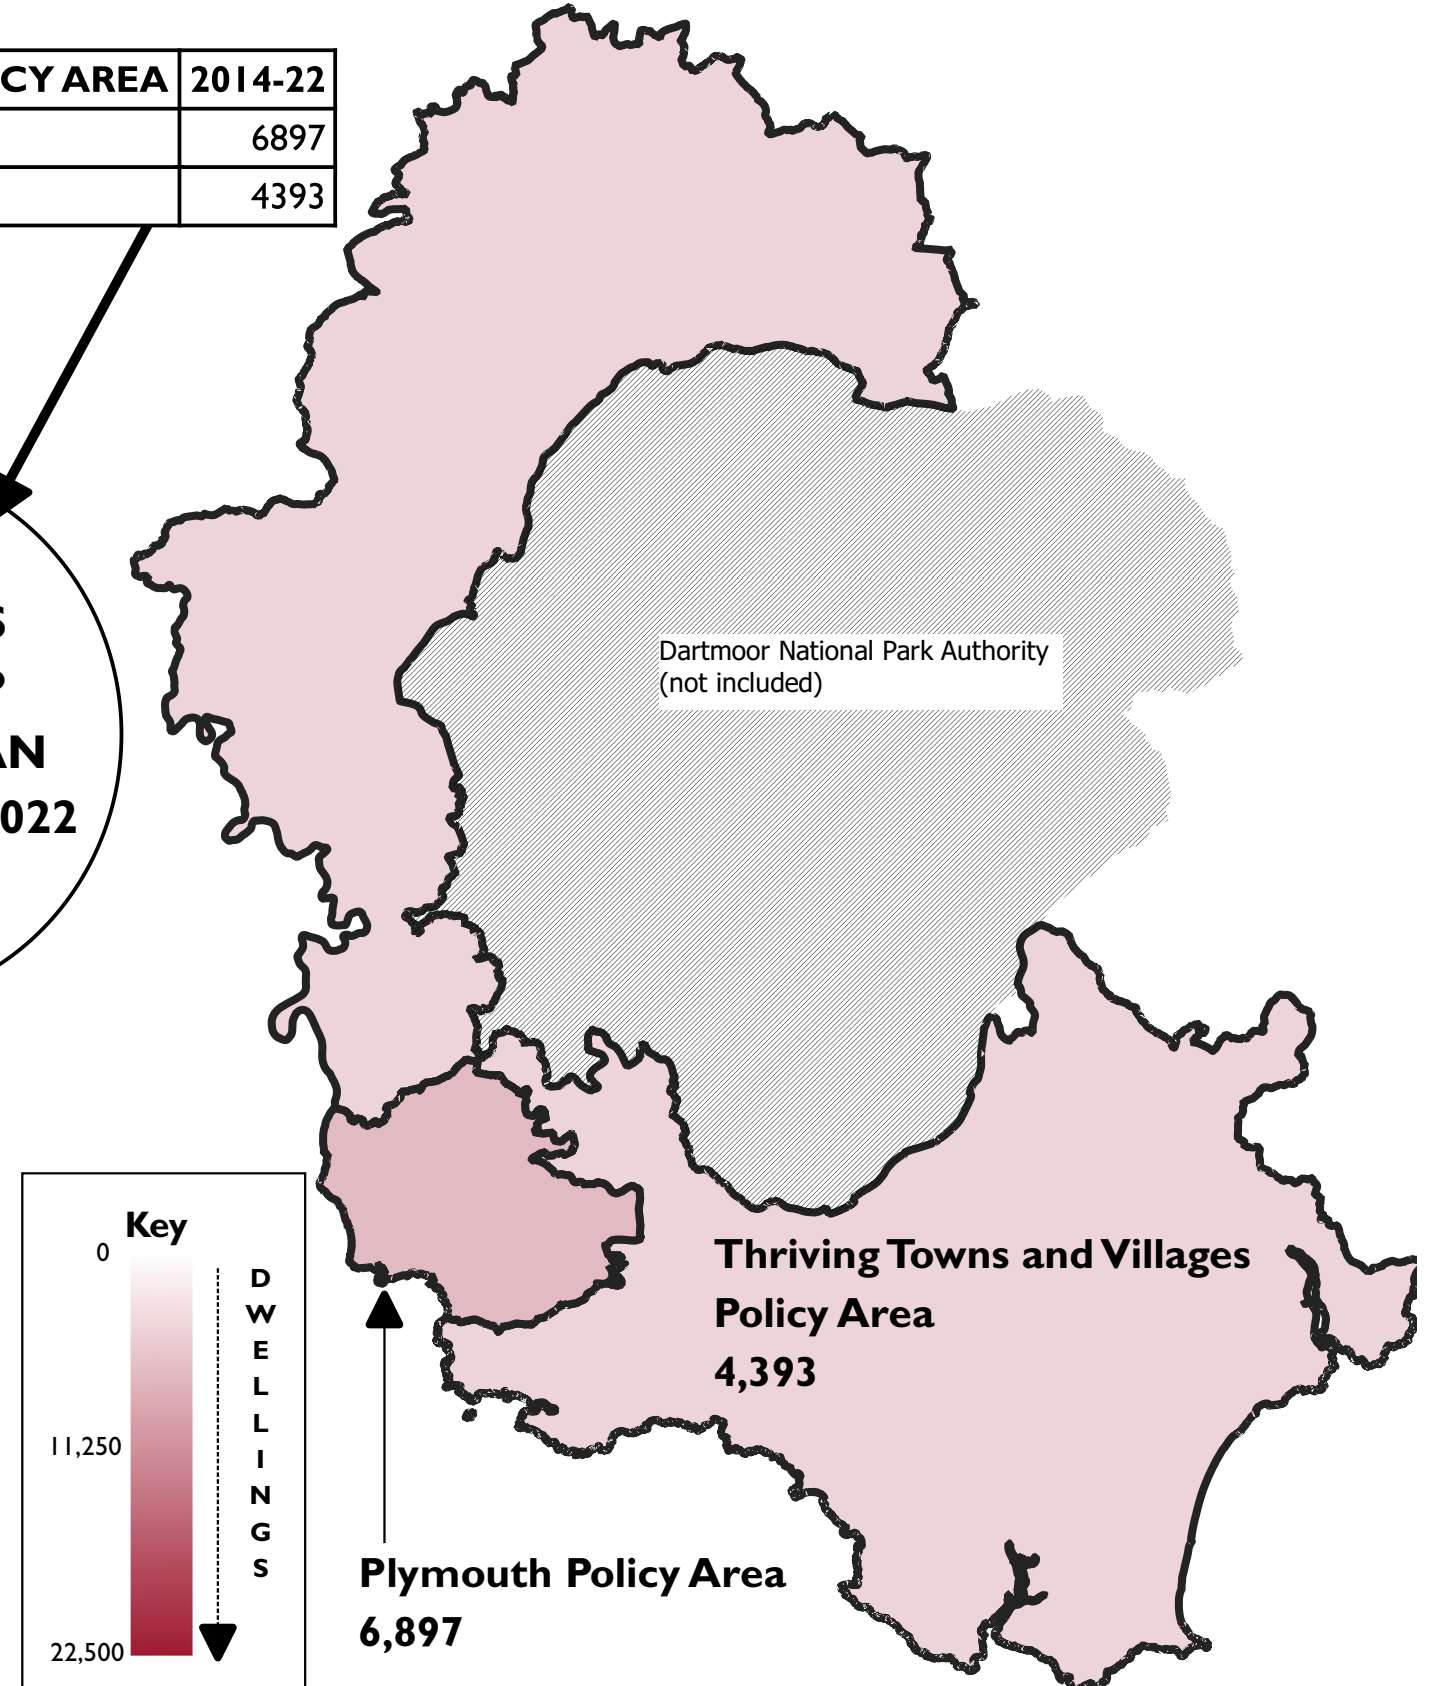 CY AREA 2014-22
6897
4393
S
AN
022
Dartmoor National Park Authority
(not included)
Key
0
11,250
22,500
D
W
E
L
L
I
N
G
S
Thriving Towns and Villages
Policy Area
4,393
Plymouth Policy Area
6,897